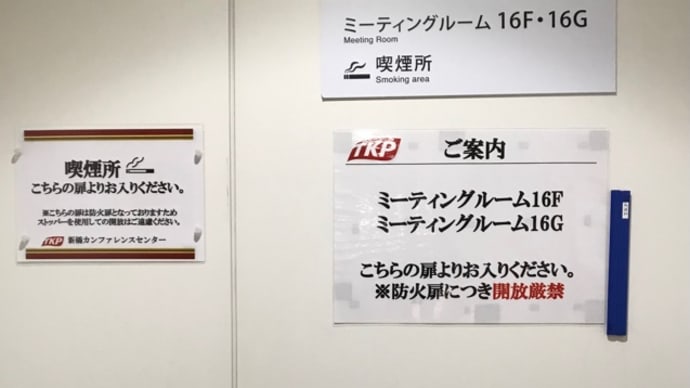 ミーティングルーム 16F・16G
Meeting Room
喫煙所
Smoking area
喫煙所
こちらの扉よりお入りください。
※こちらの扉は防火扉となっておりますため
ストッパーを使用しての開放はご遠慮ください。
TKP 新橋カンファレンスセンター
TKP ご案内
ミーティングルーム16F
ミーティングルーム16G
こちらの扉よりお入りください。
※防火扉につき開放厳禁